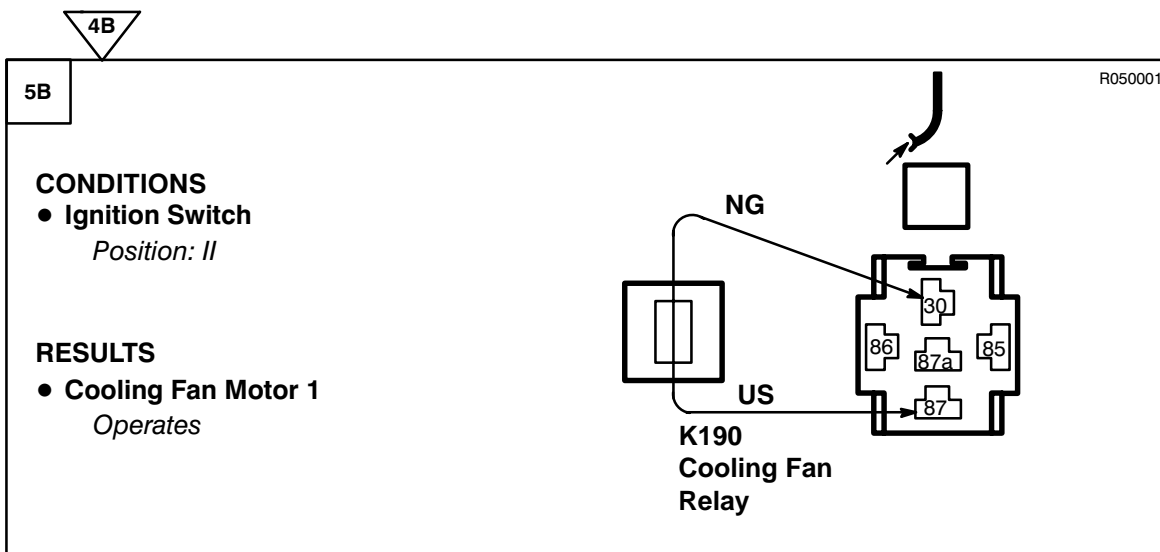 4B
5B
R050001
CONDITIONS
● Ignition Switch
Position: II
RESULTS
● Cooling Fan Motor 1
Operates
NG
US
K190
Cooling Fan
Relay
30
86
87a
85
87